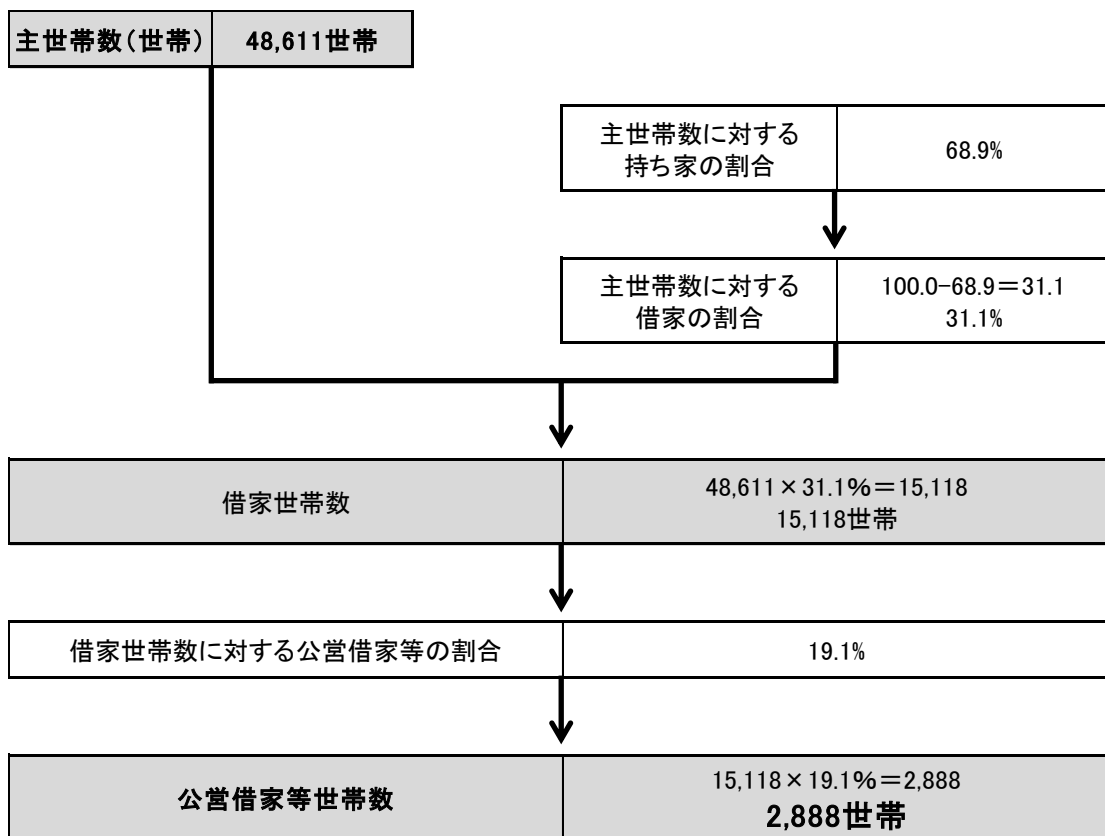 主世帯数（世帯） 48,611世帯
主世帯数に対する
持ち家の割合
68.9%
主世帯数に対する
借家の割合
100.0-68.9＝31.1
31.1%
借家世帯数
48,611×31.1％＝15,118
15,118世帯
借家世帯数に対する公営借家等の割合
19.1%
公営借家等世帯数
15,118×19.1％＝2,888
2,888世帯